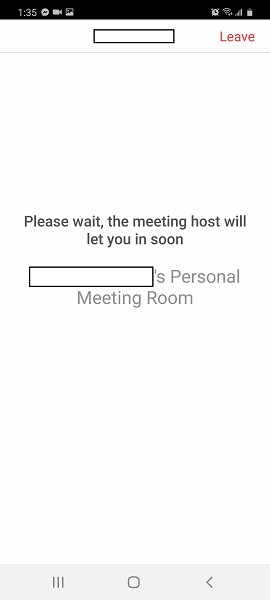 1:35
Leave
Please wait, the meeting host will
let you in soon
's Personal
Meeting Room